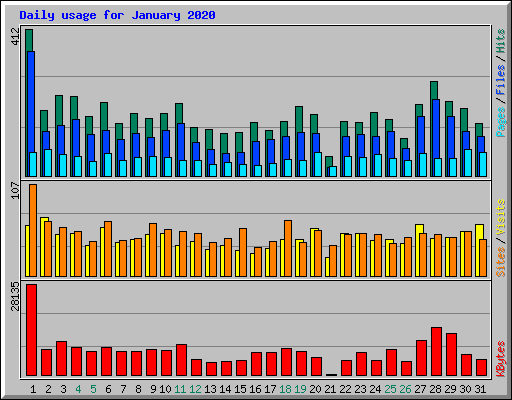 Daily usage for January 2020
412
Pages / Files / Hits
107
Sites / Visits
28135
KBytes
1 2 3 4 5 6 7 8 9 10 11 12 13 14 15 16 17 18 19 20 21 22 23 24 25 26 27 28 29 30 31